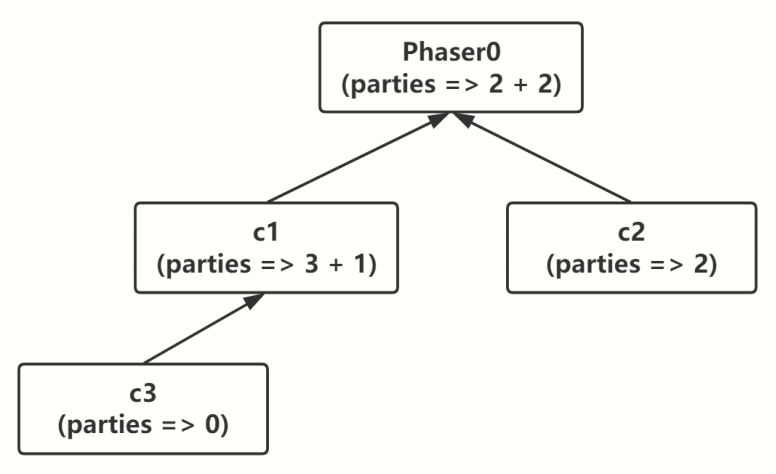 Phaser0
(parties => 2 + 2)
c1
(parties => 3 + 1)
c2
(parties => 2)
c3
(parties => 0)